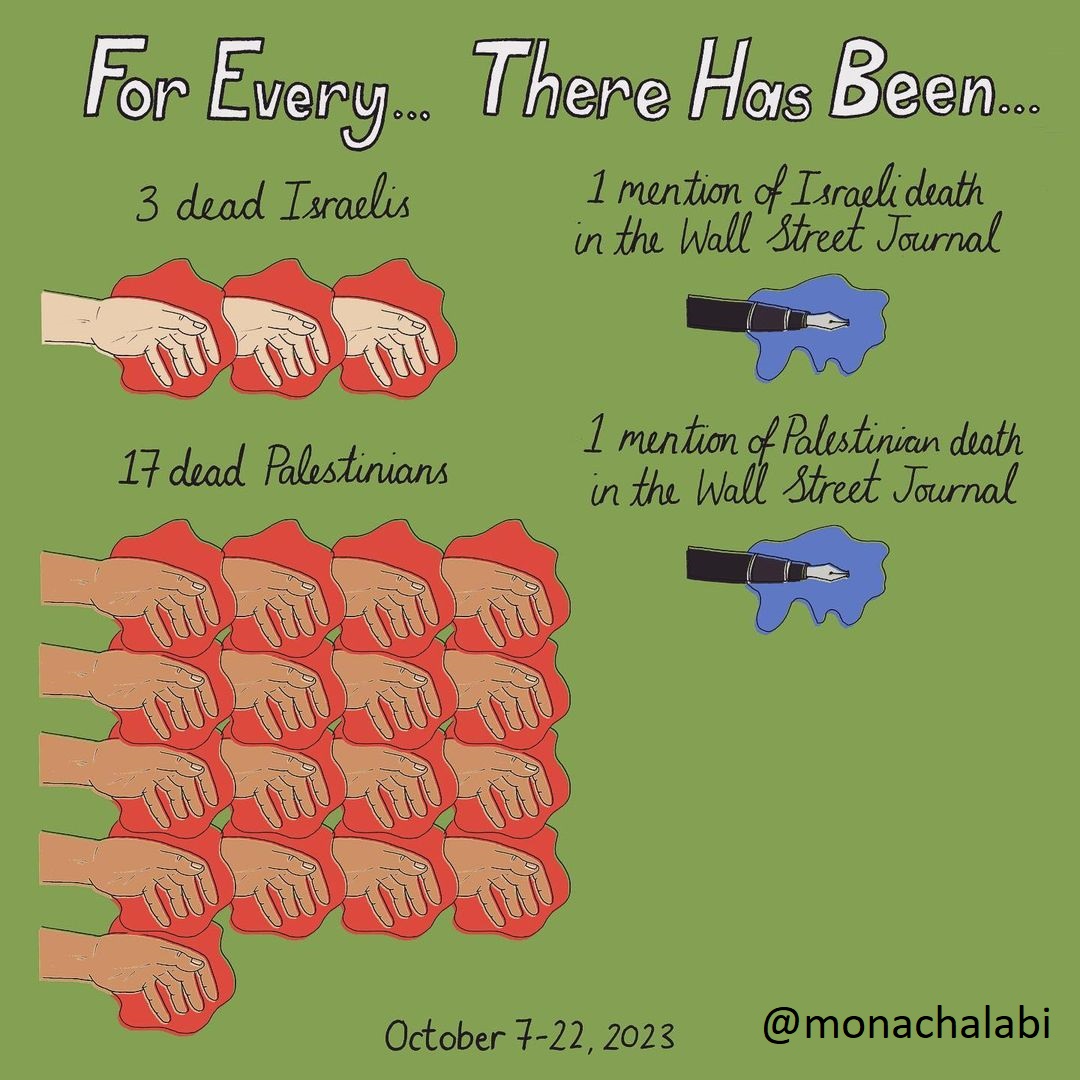 For Every... There Has Been...
3 dead Israelis
1 mention of Israeli death
in the Wall Street Journal
17 dead Palestinians
1 mention of Palestinian death
in the Wall Street Journal
October 7-22, 2023
@monachalabi